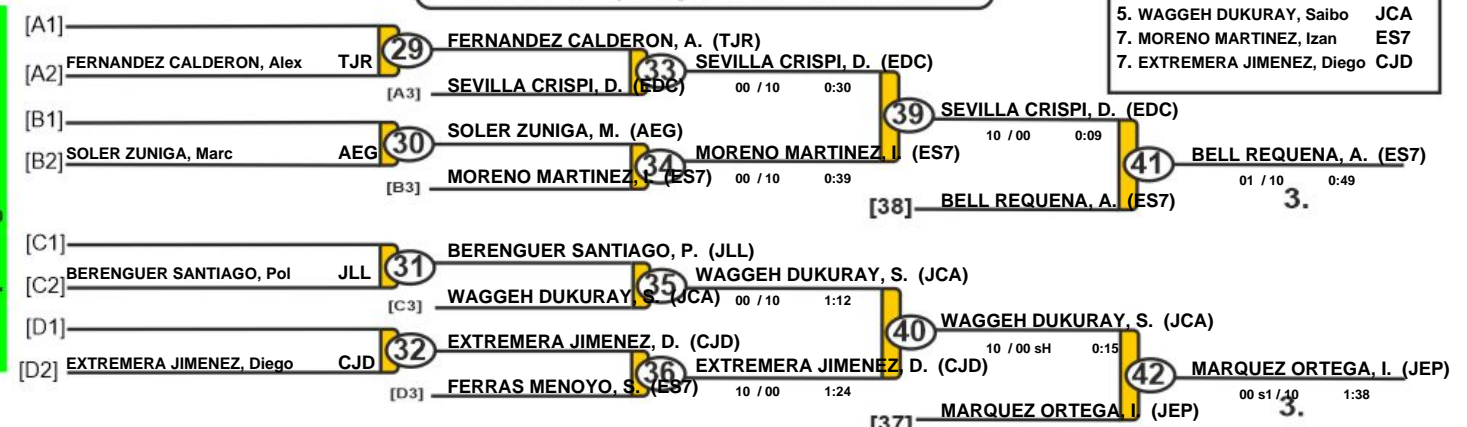 5. WAGGEH DUKURAY, Saibo JCA
7. MORENO MARTINEZ, Izan ES7
7. EXTREMERA JIMENEZ, Diego CJD
[A1]
[A2] FERNANDEZ CALDERON, Alex TJR
29
FERNANDEZ CALDERON, A. (TJR)
[A3] SEVILLA CRISPI, D. (EDC)
33
SEVILLA CRISPI, D. (EDC)
00 / 10 0:30
[B1]
[B2] SOLER ZUNIGA, Marc AEG
30
SOLER ZUNIGA, M. (AEG)
[B3] MORENO MARTINEZ, I. (ES7)
34
MORENO MARTINEZ, I. (ES7)
00 / 10 0:39
39
SEVILLA CRISPI, D. (EDC)
10 / 00 0:09
[38] BELL REQUENA, A. (ES7)
41
BELL REQUENA, A. (ES7)
01 / 10 0:49
3.
[C1]
[C2] BERENGUER SANTIAGO, Pol JLL
31
BERENGUER SANTIAGO, P. (JLL)
[C3] WAGGEH DUKURAY, S. (JCA)
35
WAGGEH DUKURAY, S. (JCA)
00 / 10 1:12
[D1]
[D2] EXTREMERA JIMENEZ, Diego CJD
32
EXTREMERA JIMENEZ, D. (CJD)
[D3] FERRAS MENOYO, S. (ES7)
36
EXTREMERA JIMENEZ, D. (CJD)
10 / 00 1:24
40
WAGGEH DUKURAY, S. (JCA)
10 / 00 sH 0:15
[37] MARQUEZ ORTEGA, I. (JEP)
42
MARQUEZ ORTEGA, I. (JEP)
00 s1 / 10 1:38
3.